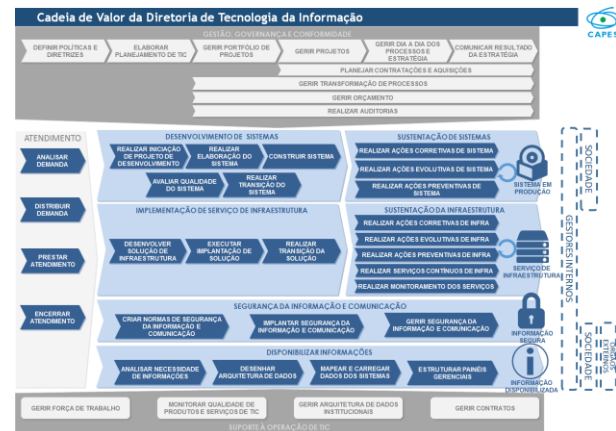 Cadeia de Valor da Diretoria de Tecnologia da Informação
CAPES
GESTÃO, GOVERNANÇA E CONFORMIDADE
DEFINIR POLÍTICAS E
DIRETRIZES
ELABORAR
PLANEJAMENTO DE TIC
GERIR PORTFÓLIO DE
PROJETOS
GERIR PROJETOS
GERIR DIA A DIA DOS
PROCESSOS E
ESTRATÉGIA
COMUNICAR RESULTADO
DA ESTRATÉGIA
PLANEJAR CONTRATAÇÕES E AQUISIÇÕES
GERIR TRANSFORMAÇÃO DE PROCESSOS
GERIR ORÇAMENTO
REALIZAR AUDITORIAS
ATENDIMENTO
ANALISAR
DEMANDA
DISTRIBUIR
DEMANDA
PRESTAR
ATENDIMENTO
ENCERRAR
ATENDIMENTO
DESENVOLVIMENTO DE SISTEMAS
REALIZAR INICIAÇÃO
DE PROJETO DE
DESENVOLVIMENTO
REALIZAR
ELABORAÇÃO DO
SISTEMA
CONSTRUIR SISTEMA
AVALIAR QUALIDADE
DO SISTEMA
REALIZAR
TRANSIÇÃO DO
SISTEMA
SUSTENTAÇÃO DE SISTEMAS
REALIZAR AÇÕES CORRETIVAS DE SISTEMA
REALIZAR AÇÕES EVOLUTIVAS DE SISTEMA
REALIZAR AÇÕES PREVENTIVAS DE
SISTEMA
SISTEMA EM
PRODUÇÃO
IMPLEMENTAÇÃO DE SERVIÇO DE INFRAESTRUTURA
DESENVOLVER
SOLUÇÃO DE
INFRAESTRUTURA
EXECUTAR
IMPLANTAÇÃO DE
SOLUÇÃO
REALIZAR
TRANSIÇÃO DA
SOLUÇÃO
SUSTENTAÇÃO DA INFRAESTRUTURA
REALIZAR AÇÕES CORRETIVAS DE INFRA
REALIZAR AÇÕES EVOLUTIVAS DE INFRA
REALIZAR AÇÕES PREVENTIVAS DE INFRA
REALIZAR SERVIÇOS CONTÍNUOS DE INFRA
REALIZAR MONITORAMENTO DOS SERVIÇOS
SERVIÇO DE
INFRAESTRUTURA
SEGURANÇA DA INFORMAÇÃO E COMUNICAÇÃO
CRIAR NORMAS DE SEGURANÇA
DA INFORMAÇÃO E
COMUNICAÇÃO
IMPLANTAR SEGURANÇA DA
INFORMAÇÃO E COMUNICAÇÃO
GERIR SEGURANÇA DA
INFORMAÇÃO E COMUNICAÇÃO
INFORMAÇÃO
SEGURA
DISPONIBILIZAR INFORMAÇÕES
ANALISAR NECESSIDADE
DE INFORMAÇÕES
DESENHAR
ARQUITETURA DE DADOS
MAPEAR E CARREGAR
DADOS DOS SISTEMAS
ESTRUTURAR PAINÉIS
GERENCIAIS
INFORMAÇÃO
DISPONIBILIZADA
GESTORES INTERNOS
SOCIEDADE
SOCIEDADE
ÓRGÃOS
EXTERNOS
GERIR FORÇA DE TRABALHO
MONITORAR QUALIDADE DE
PRODUTOS E SERVIÇOS DE TIC
GERIR ARQUITETURA DE DADOS
INSTITUCIONAIS
GERIR CONTRATOS
SUPORTE À OPERAÇÃO DE TIC